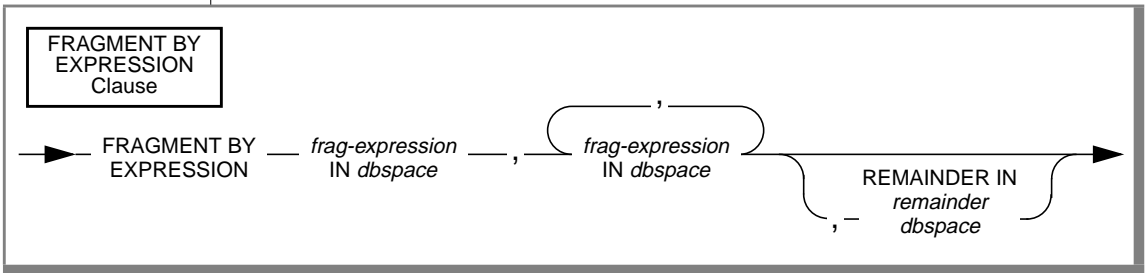 FRAGMENT BY
EXPRESSION
Clause
,
FRAGMENT BY
EXPRESSION
frag-expression
IN dbspace
,
frag-expression
IN dbspace
,
REMAINDER IN
remainder
dbspace